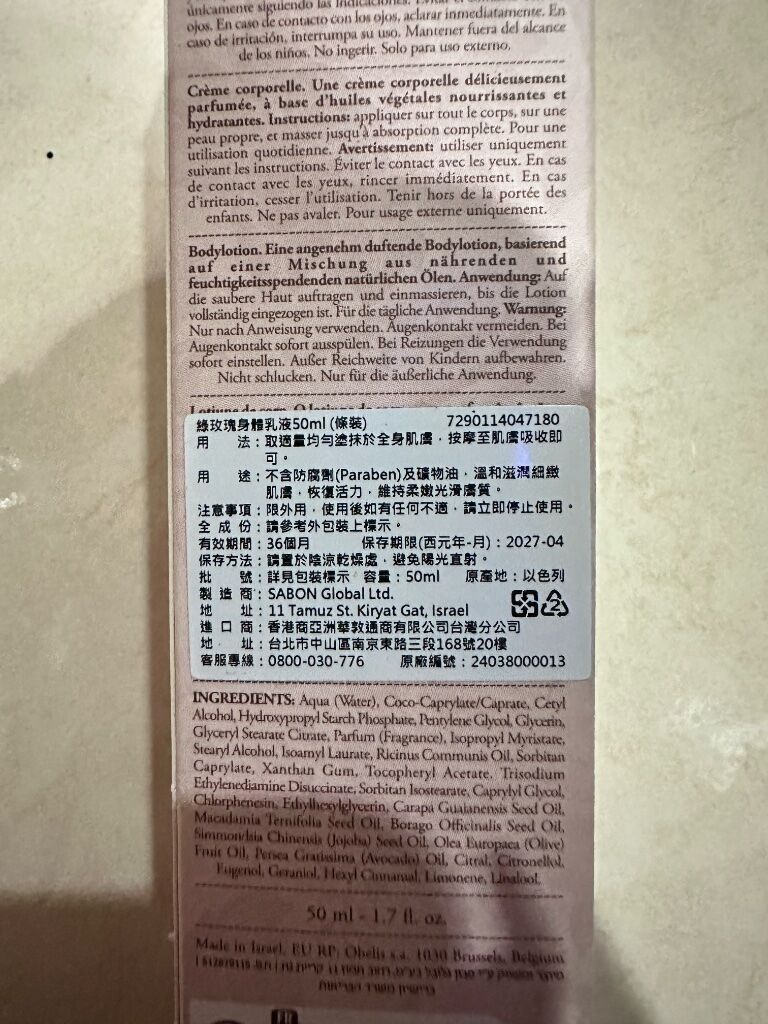 únicamente siguiendo las indicaciones. Evitar el contacto con los
ojos. En caso de contacto con los ojos, aclarar inmediatamente. En
caso de irritación, interrumpa su uso. Mantener fuera del alcance
de los niños. No ingerir. Solo para uso externo.
Crème corporelle. Une crème corporelle délicieusement
parfumée, à base d'huiles végétales nourrissantes et
hydratantes. Instructions: appliquer sur tout le corps, sur une
peau propre, et masser jusqu'à absorption complète. Pour une
utilisation quotidienne. Avertissement: utiliser uniquement
suivant les instructions. Éviter le contact avec les yeux. En cas
de contact avec les yeux, rincer immédiatement. En cas
d'irritation, cesser l'utilisation. Tenir hors de la portée des
enfants. Ne pas avaler. Pour usage externe uniquement.
Bodylotion. Eine angenehm duftende Bodylotion, basierend
auf einer Mischung aus nährenden und
feuchtigkeitsspendenden natürlichen Ölen. Anwendung: Auf
die saubere Haut auftragen und einmassieren, bis die Lotion
vollständig eingezogen ist. Für die tägliche Anwendung. Warnung:
Nur nach Anweisung verwenden. Augenkontakt vermeiden. Bei
Augenkontakt sofort ausspülen. Bei Reizungen die Verwendung
sofort einstellen. Außer Reichweite von Kindern aufbewahren.
Nicht schlucken. Nur für die äußerliche Anwendung.
綠玫瑰身體乳液50ml (條裝) 7290114047180
用 法：取適量均勻塗抹於全身肌膚，按摩至肌膚吸收即
可。
用 途：不含防腐劑(Paraben)及礦物油，溫和滋潤細緻
肌膚，恢復活力，維持柔嫩光滑膚質。
注意事項：限外用，使用後如有任何不適，請立即停止使用。
全 成 份：請參考外包裝上標示。
有效期間：36個月 保存期限(西元年-月)：2027-04
保存方法：請置於陰涼乾燥處，避免陽光直射。
批 號：詳見包裝標示 容量：50ml 原產地：以色列
製 造 商：SABON Global Ltd.
地 址：11 Tamuz St. Kiryat Gat, Israel
進 口 商：香港商亞洲華敦通商有限公司台灣分公司
地 址：台北市中山區南京東路三段168號20樓
客服專線：0800-030-776 原廠編號：24038000013
INGREDIENTS: Aqua (Water), Coco-Caprylate/Caprate, Cetyl
Alcohol, Hydroxypropyl Starch Phosphate, Pentylene Glycol, Glycerin,
Glyceryl Stearate Citrate, Parfum (Fragrance), Isopropyl Myristate,
Stearyl Alcohol, Isoamyl Laurate, Ricinus Communis Oil, Sorbitan
Caprylate, Xanthan Gum, Tocopheryl Acetate, Trisodium
Ethylenediamine Disuccinate, Sorbitan Isostearate, Caprylyl Glycol,
Chlorphenesin, Ethylhexylglycerin, Carapa Guaianensis Seed Oil,
Macadamia Ternifolia Seed Oil, Borago Officinalis Seed Oil,
Simmondsia Chinensis (Jojoba) Seed Oil, Olea Europaea (Olive)
Fruit Oil, Persea Gratissima (Avocado) Oil, Citral, Citronellol,
Eugenol, Geraniol, Hexyl Cinnamal, Limonene, Linalool.
50 ml - 1.7 fl. oz.
Made in Israel. EU RP: Obelis s.a. 1030 Brussels, Belgium
FR